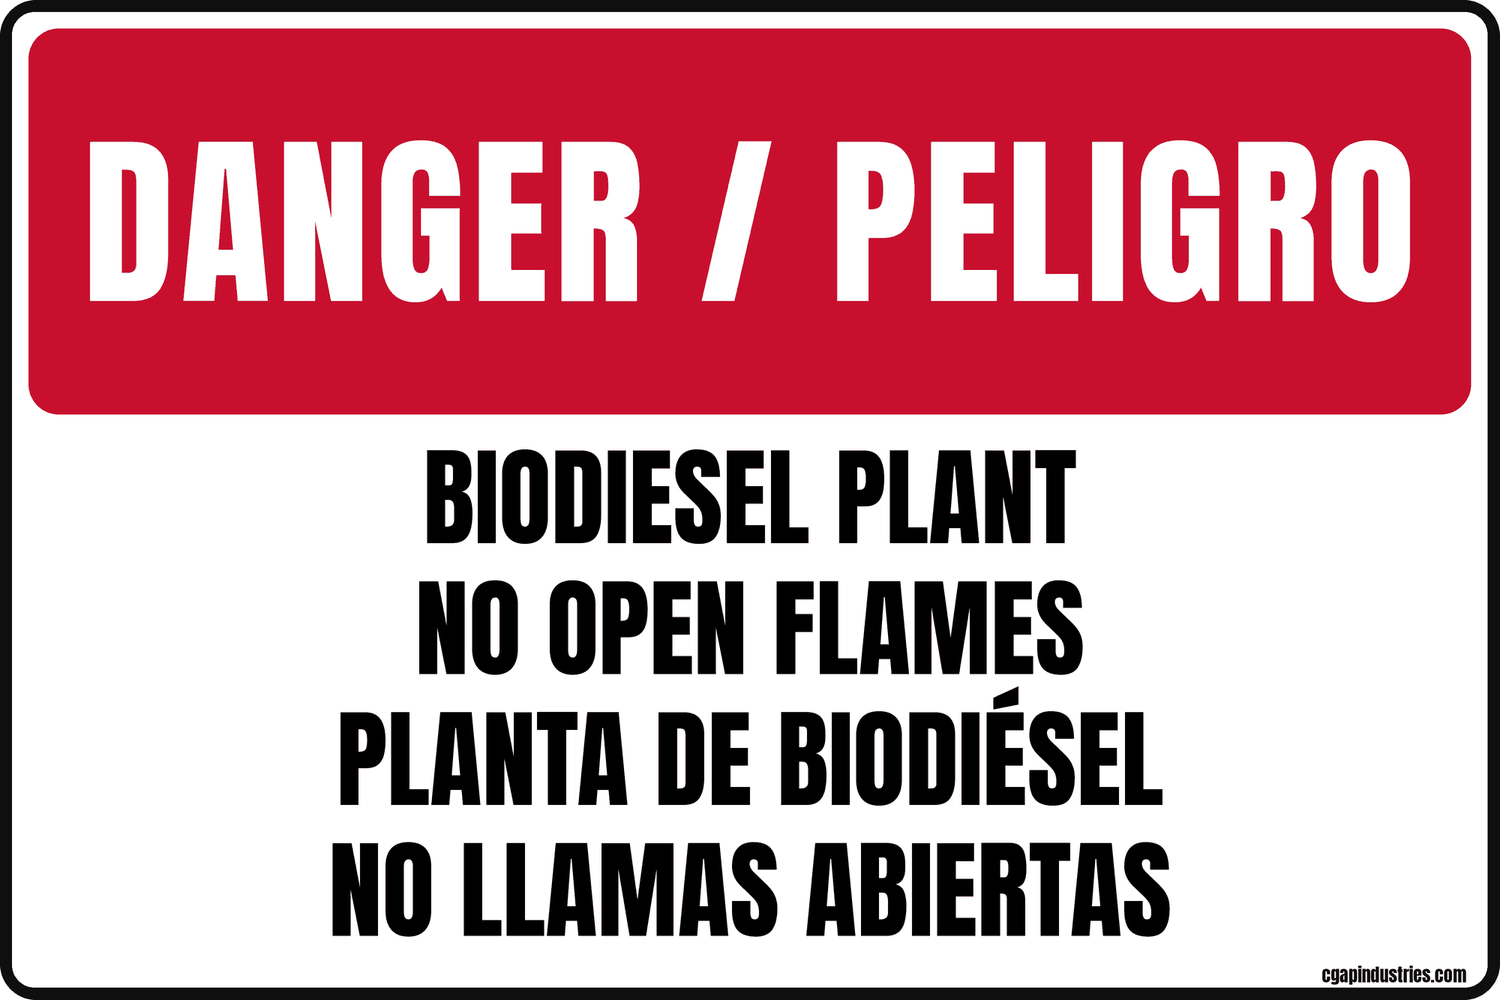 DANGER / PELIGRO
BIODIESEL PLANT
NO OPEN FLAMES
PLANTA DE BIODIÉSEL
NO LLAMAS ABIERTAS
cgapindustries.com